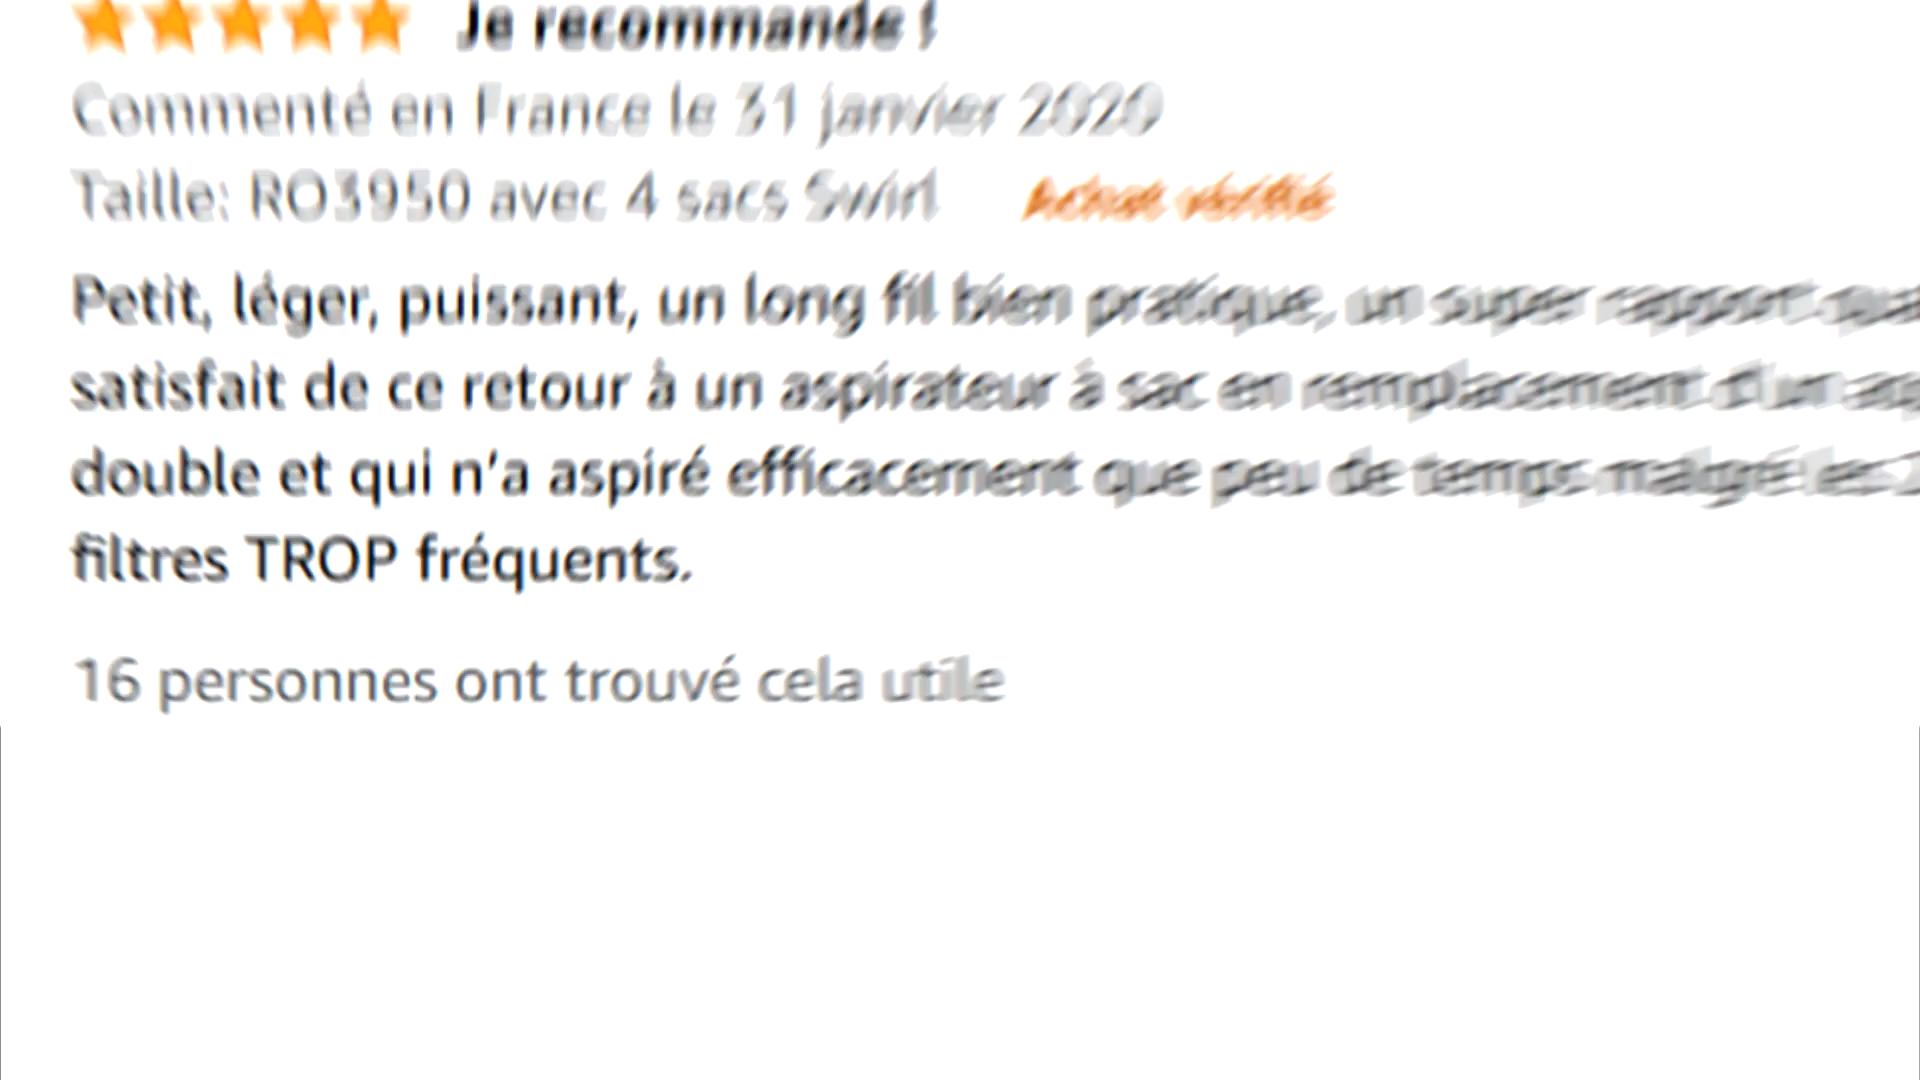 Je recommande !
Commenté en France le 31 janvier 2020
Taille: RO3950 avec 4 sacs Swirl Achat vérifié
Petit, léger, puissant, un long fil bien pratique, un super rapport
satisfait de ce retour à un aspirateur à sac en remplacement d'un
double et qui n'a aspiré efficacement que peu de temps malgré les
filtres TROP fréquents.
16 personnes ont trouvé cela utile